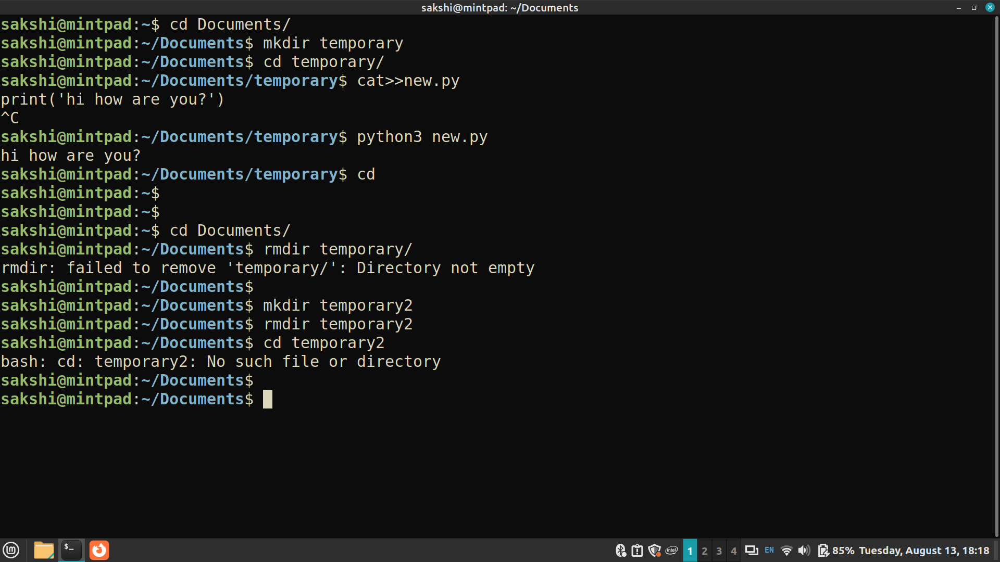 sakshi@mintpad: ~/Documents
sakshi@mintpad:~$ cd Documents/
sakshi@mintpad:~/Documents$ mkdir temporary
sakshi@mintpad:~/Documents$ cd temporary/
sakshi@mintpad:~/Documents/temporary$ cat>>new.py
print('hi how are you?')
^C
sakshi@mintpad:~/Documents/temporary$ python3 new.py
hi how are you?
sakshi@mintpad:~/Documents/temporary$ cd
sakshi@mintpad:~$
sakshi@mintpad:~$
sakshi@mintpad:~$ cd Documents/
sakshi@mintpad:~/Documents$ rmdir temporary/
rmdir: failed to remove 'temporary/': Directory not empty
sakshi@mintpad:~/Documents$
sakshi@mintpad:~/Documents$ mkdir temporary2
sakshi@mintpad:~/Documents$ rmdir temporary2
sakshi@mintpad:~/Documents$ cd temporary2
bash: cd: temporary2: No such file or directory
sakshi@mintpad:~/Documents$
sakshi@mintpad:~/Documents$
$_ intel 1 2 3 4 EN 85% Tuesday, August 13, 18:18